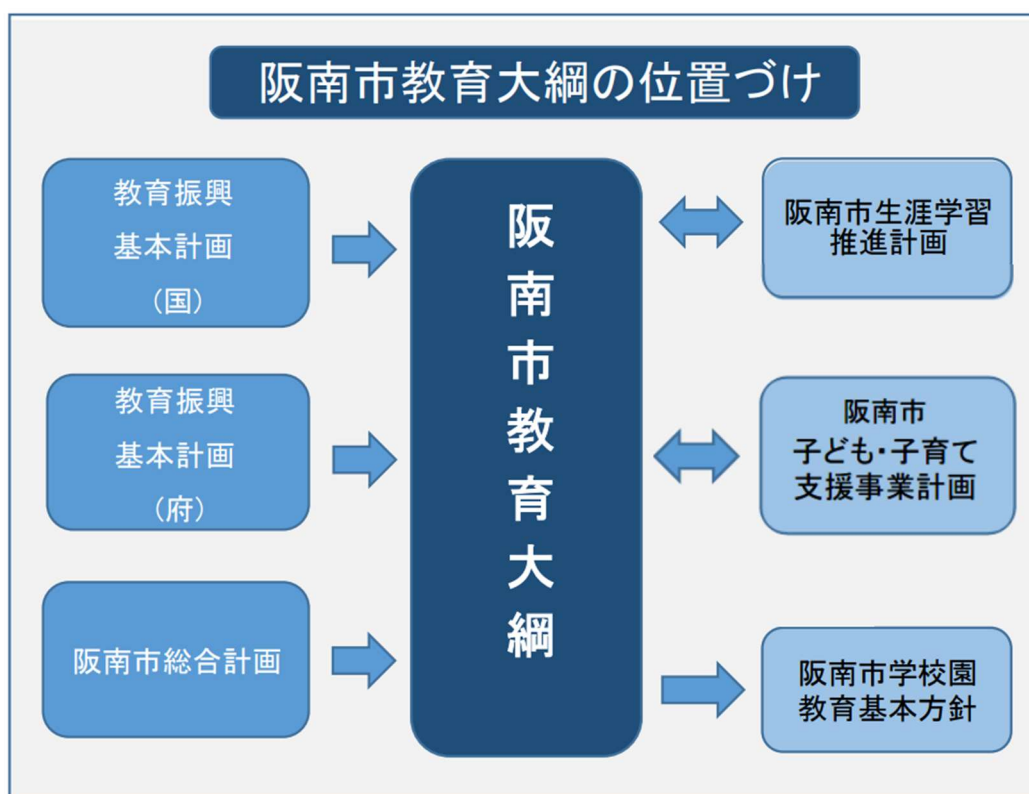 阪南市教育大綱の位置づけ
教育振興
基本計画
（国）
教育振興
基本計画
（府）
阪南市総合計画
阪南市教育大綱
阪南市生涯学習
推進計画
阪南市
子ども・子育て
支援事業計画
阪南市学校園
教育基本方針